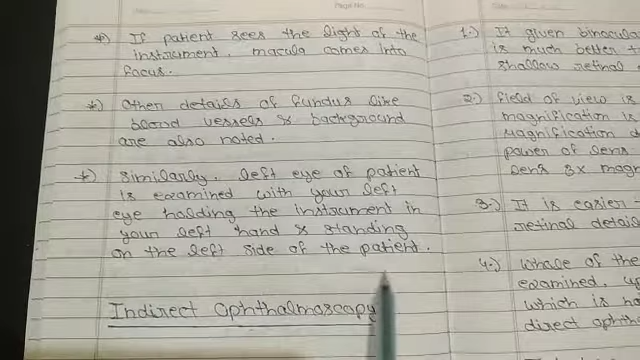 *) If patient sees the light of the
instrument, macula comes into
focus.
*) Other details of fundus like
blood vessels & background
are also noted.
*) Similarly, left eye of patient
is examined with your left
eye holding the instrument in
your left hand & standing
on the left side of the patient.
Indirect Ophthalmoscopy
1.) It gives binocula
is much better t
shallow retinal
2.) field of view is
magnification is
Magnification
power of lens
lens 3x magn
3.) It is easier
retinal detail
4.) Whole of the
examined, up
which is n
direct ophth